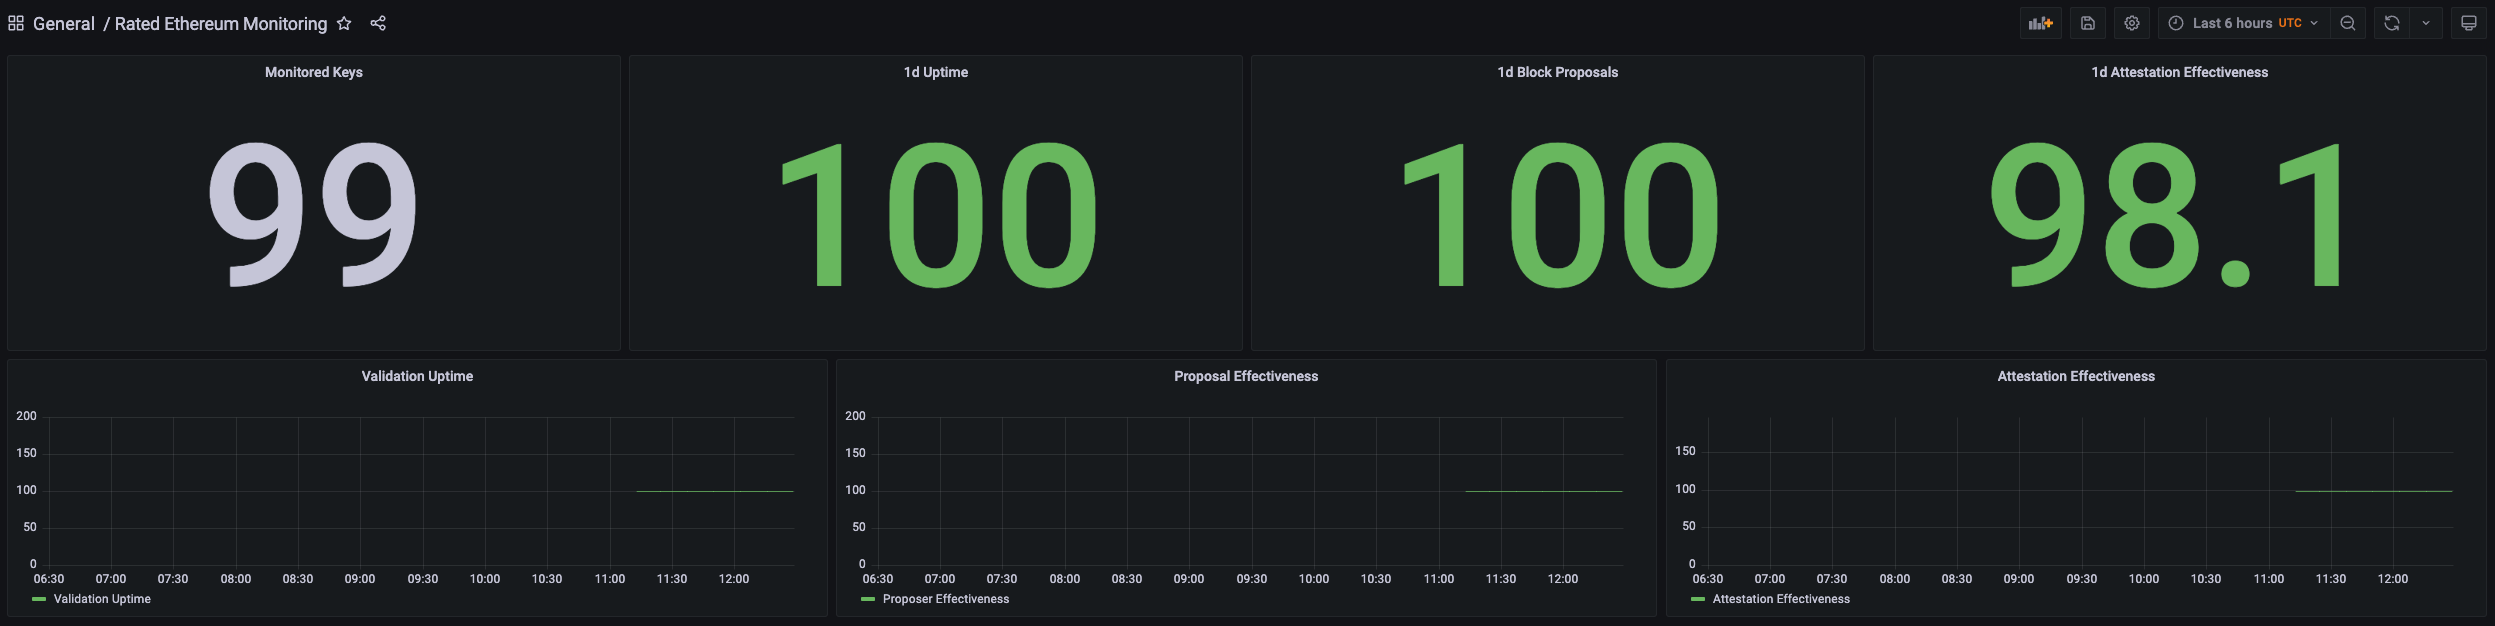 General / Rated Ethereum Monitoring
Last 6 hours UTC
Monitored Keys
99
1d Uptime
100
1d Block Proposals
100
1d Attestation Effectiveness
98.1
Validation Uptime
200
150
100
50
0
06:30 07:00 07:30 08:00 08:30 09:00 09:30 10:00 10:30 11:00 11:30 12:00
Validation Uptime
Proposal Effectiveness
200
150
100
50
0
06:30 07:00 07:30 08:00 08:30 09:00 09:30 10:00 10:30 11:00 11:30 12:00
Proposer Effectiveness
Attestation Effectiveness
150
100
50
0
06:30 07:00 07:30 08:00 08:30 09:00 09:30 10:00 10:30 11:00 11:30 12:00
Attestation Effectiveness